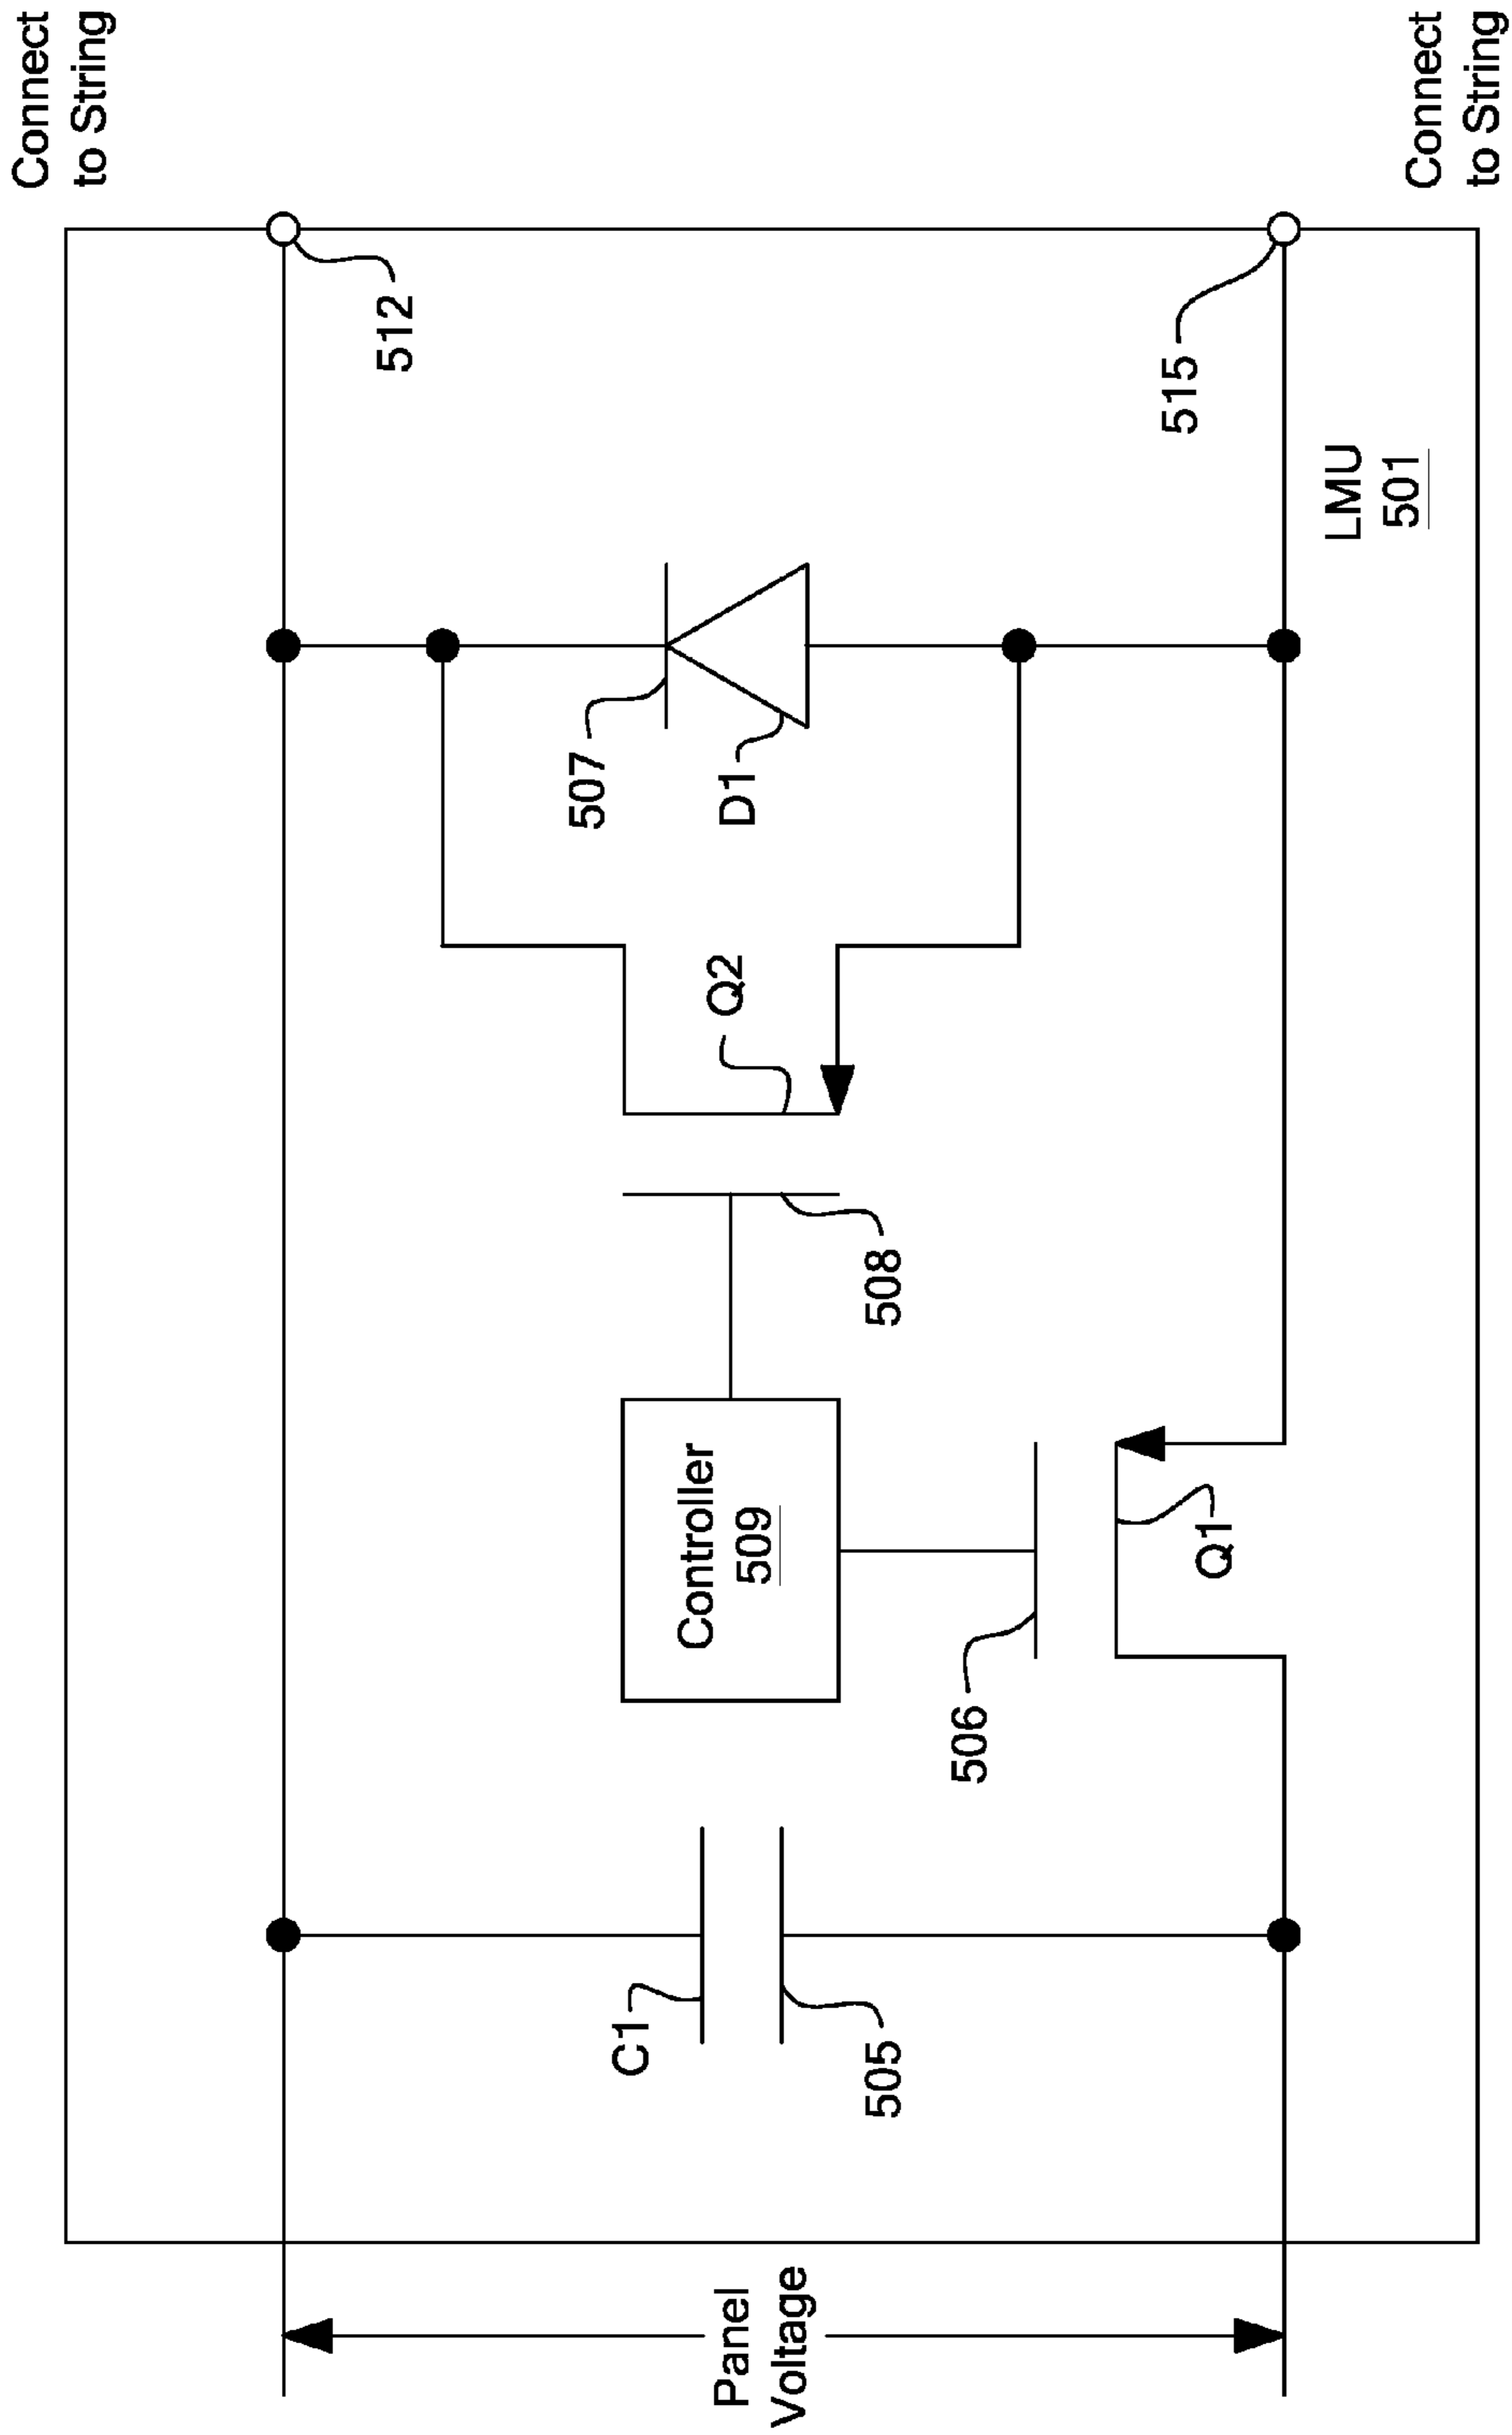 Panel
Voltage
C1
505
Controller
509
506
Q1
508
Q2
507
D1
LMU
501
512
515
Connect
to String
Connect
to String